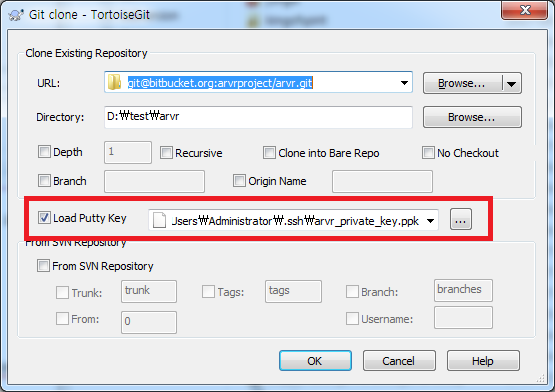 Git clone - TortoiseGit
Clone Existing Repository
URL: git@bitbucket.org:arvrproject/arvr.git Browse...
Directory: D:₩test₩arvr Browse...
Depth 1 Recursive Clone into Bare Repo No Checkout
Branch Origin Name
Load Putty Key Jsers₩Administrator₩.ssh₩arvr_private_key.ppk ...
From SVN Repository
From SVN Repository
Trunk: trunk Tags: tags Branch: branches
From: 0 Username:
OK Cancel Help